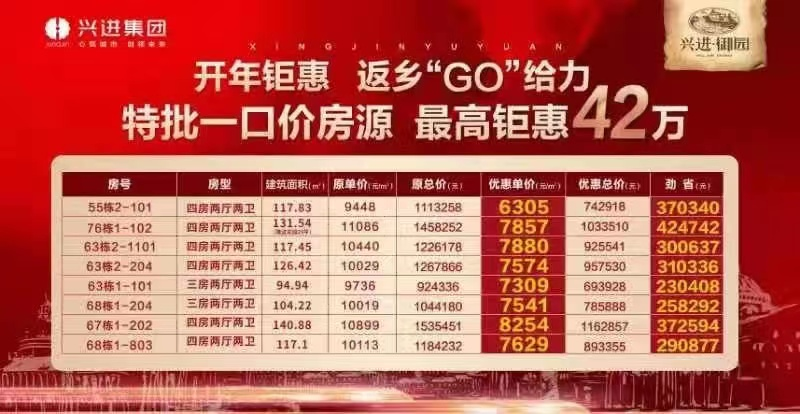 兴进集团
心筑城市 创领未来
兴进·御园
XINGJINYUYUAN
开年钜惠 返乡“GO”给力
特批一口价房源 最高钜惠42万
房号 房型 建筑面积(㎡) 原单价(元/㎡) 原总价(元) 优惠单价(元/㎡) 优惠总价(元) 劲省(元)
55栋2-101 四房两厅两卫 117.83 9448 1113258 6305 742918 370340
76栋1-102 四房两厅两卫 131.54 11086 1458252 7857 1033510 424742
63栋2-1101 四房两厅两卫 117.45 10440 1226178 7880 925541 300637
63栋2-204 四房两厅两卫 126.42 10029 1267866 7574 957530 310336
63栋1-101 三房两厅两卫 94.94 9736 924336 7309 693928 230408
68栋1-204 三房两厅两卫 104.22 10019 1044180 7541 785888 258292
67栋1-202 四房两厅两卫 140.88 10899 1535451 8254 1162857 372594
68栋1-803 四房两厅两卫 117.1 10113 1184232 7629 893355 290877